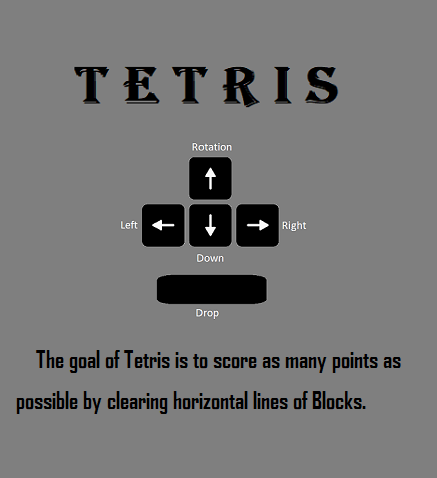 TETRIS
Rotation
Left
Right
Down
Drop
The goal of Tetris is to score as many points as
possible by clearing horizontal lines of Blocks.